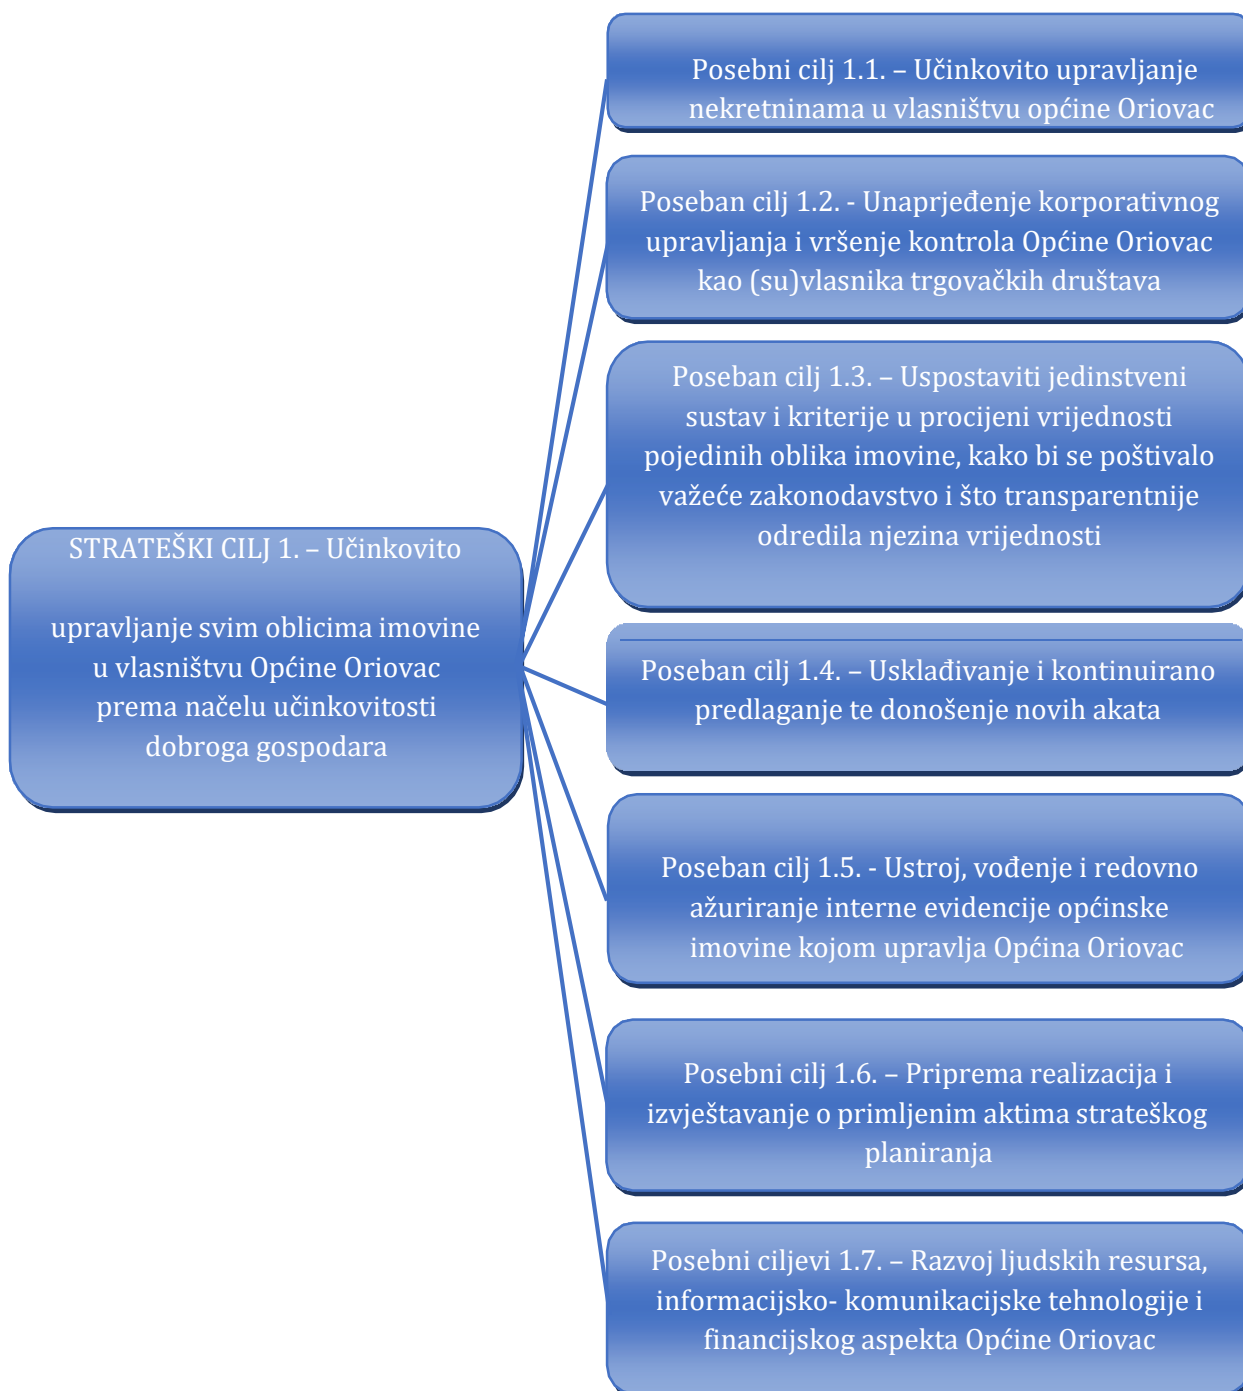 STRATEŠKI CILJ 1. – Učinkovito
upravljanje svim oblicima imovine
u vlasništvu Općine Oriovac
prema načelu učinkovitosti
dobroga gospodara
Posebni cilj 1.1. – Učinkovito upravljanje
nekretninama u vlasništvu općine Oriovac
Poseban cilj 1.2. - Unaprjeđenje korporativnog
upravljanja i vršenje kontrola Općine Oriovac
kao (su)vlasnika trgovačkih društava
Poseban cilj 1.3. – Uspostaviti jedinstveni
sustav i kriterije u procijeni vrijednosti
pojedinih oblika imovine, kako bi se poštivalo
važeće zakonodavstvo i što transparentnije
odredila njezina vrijednosti
Poseban cilj 1.4. – Usklađivanje i kontinuirano
predlaganje te donošenje novih akata
Poseban cilj 1.5. - Ustroj, vođenje i redovno
ažuriranje interne evidencije općinske
imovine kojom upravlja Općina Oriovac
Posebni cilj 1.6. – Priprema realizacija i
izvještavanje o primljenim aktima strateškog
planiranja
Posebni ciljevi 1.7. – Razvoj ljudskih resursa,
informacijsko- komunikacijske tehnologije i
financijskog aspekta Općine Oriovac